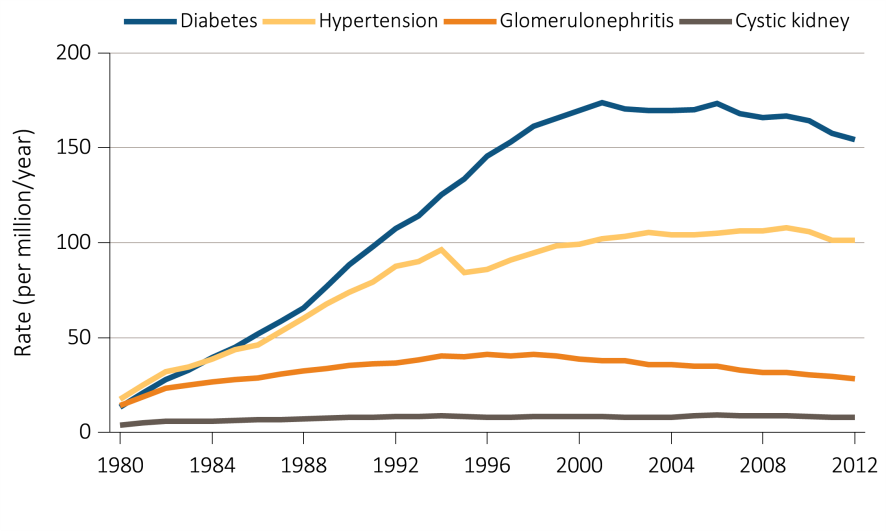 Diabetes Hypertension Glomerulonephritis Cystic kidney
Rate (per million/year)
200
150
100
50
0
1980 1984 1988 1992 1996 2000 2004 2008 2012